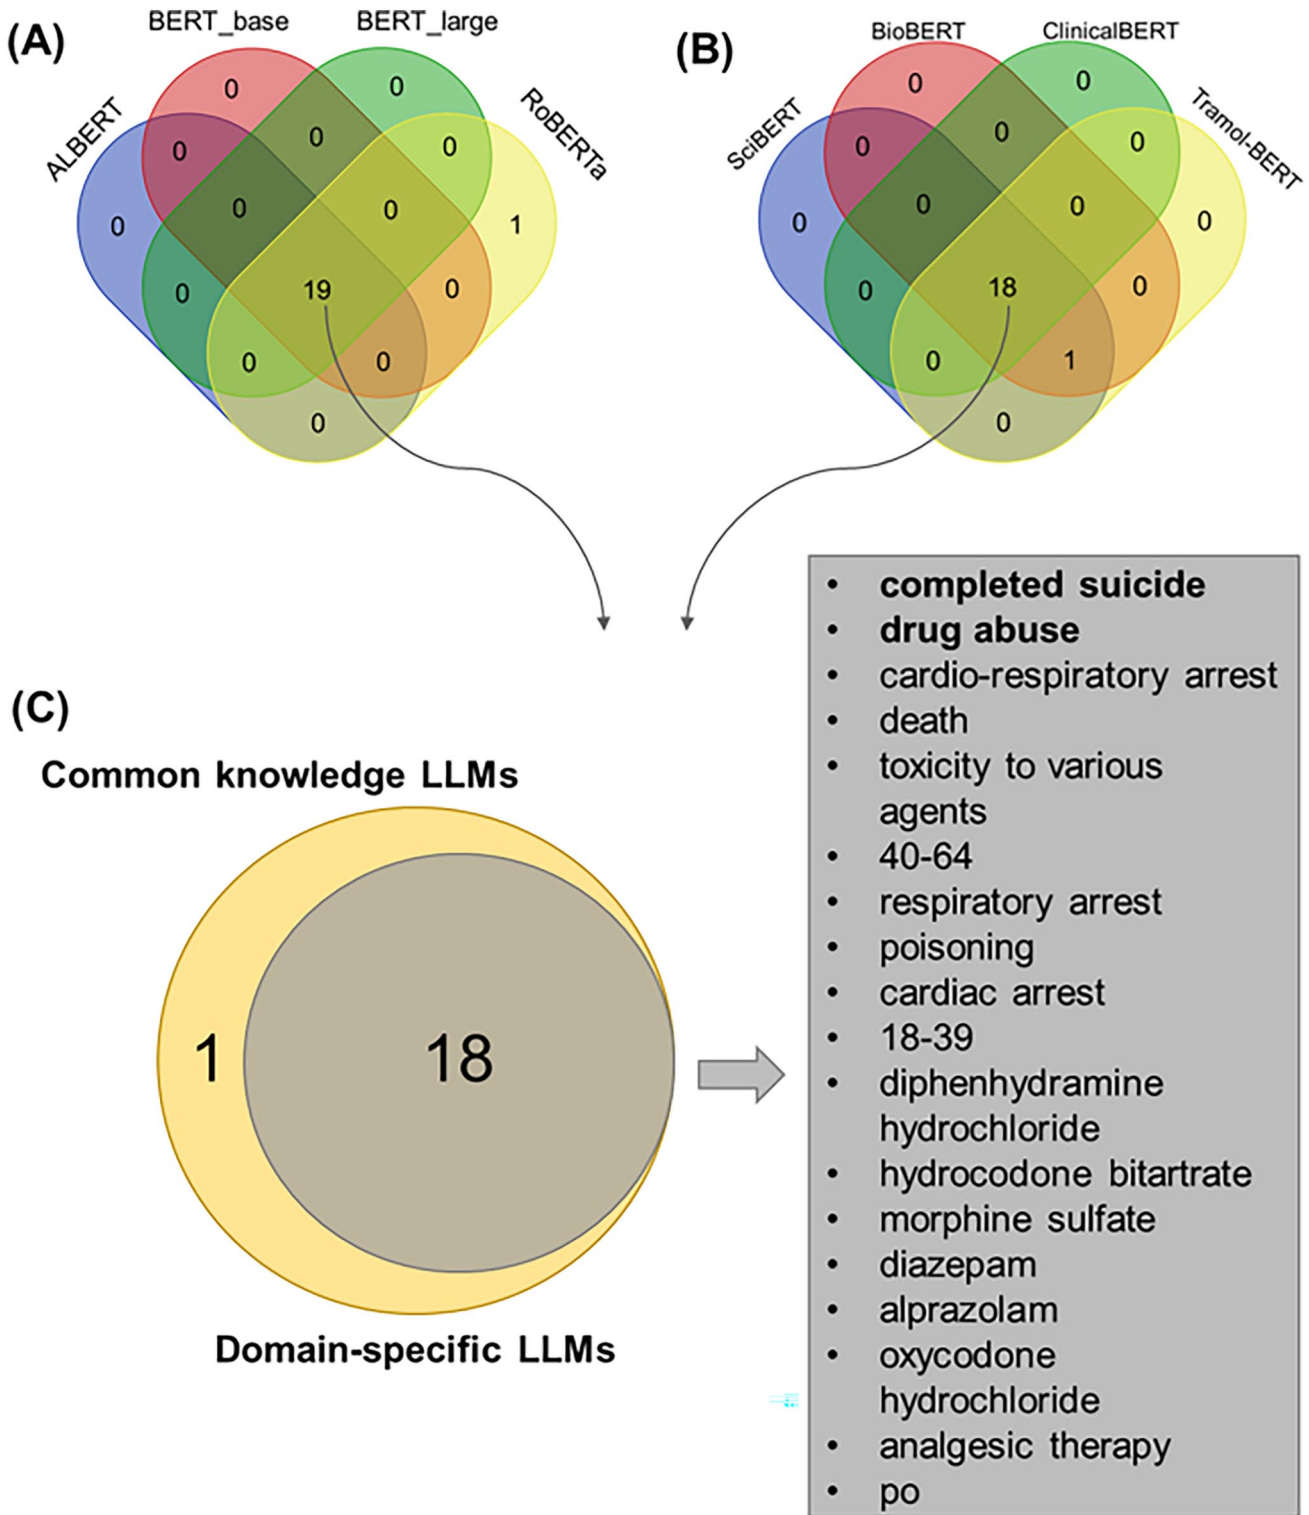 (A)
BERT_base
BERT_large
ALBERT
RoBERTa
0
0
0
0
0
0
0
0
1
0
19
0
0
0
0
(B)
BioBERT
ClinicalBERT
SciBERT
Tramol-BERT
0
0
0
0
0
0
0
0
0
0
18
0
0
1
0
(C)
Common knowledge LLMs
1
18
Domain-specific LLMs
• completed suicide
• drug abuse
• cardio-respiratory arrest
• death
• toxicity to various
agents
• 40-64
• respiratory arrest
• poisoning
• cardiac arrest
• 18-39
• diphenhydramine
hydrochloride
• hydrocodone bitartrate
• morphine sulfate
• diazepam
• alprazolam
• oxycodone
hydrochloride
• analgesic therapy
• po